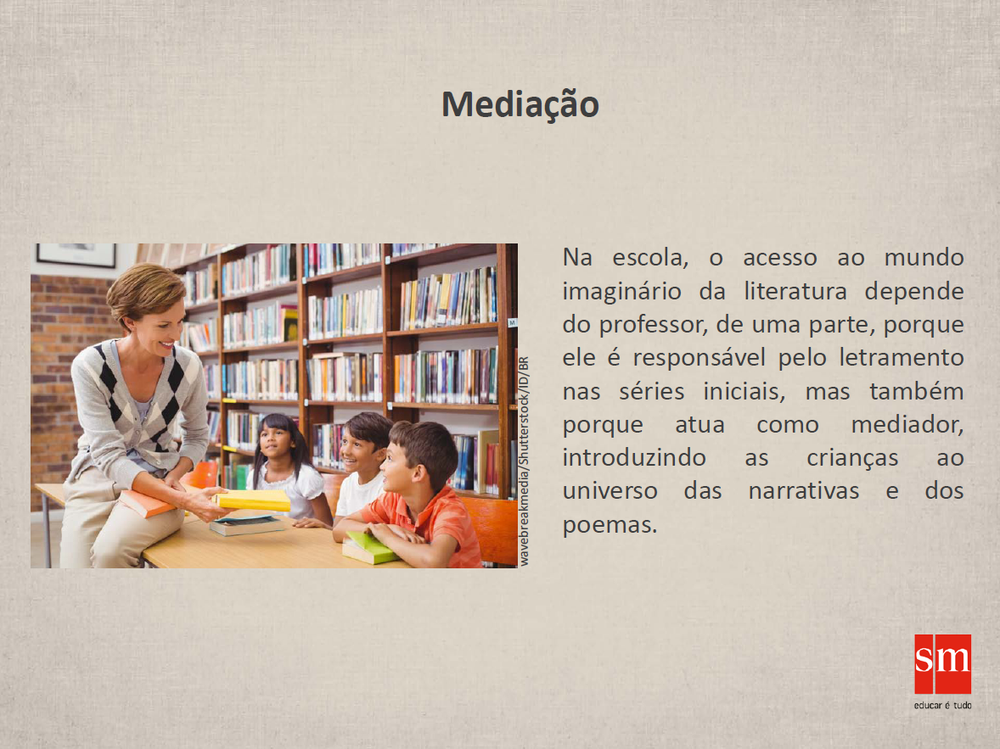 Mediação
Na escola, o acesso ao mundo
imaginário da literatura depende
do professor, de uma parte, porque
ele é responsável pelo letramento
nas séries iniciais, mas também
porque atua como mediador,
introduzindo as crianças ao
universo das narrativas e dos
poemas.
wavebreakmedia/Shutterstock/ID/BR
sm
educar é tudo